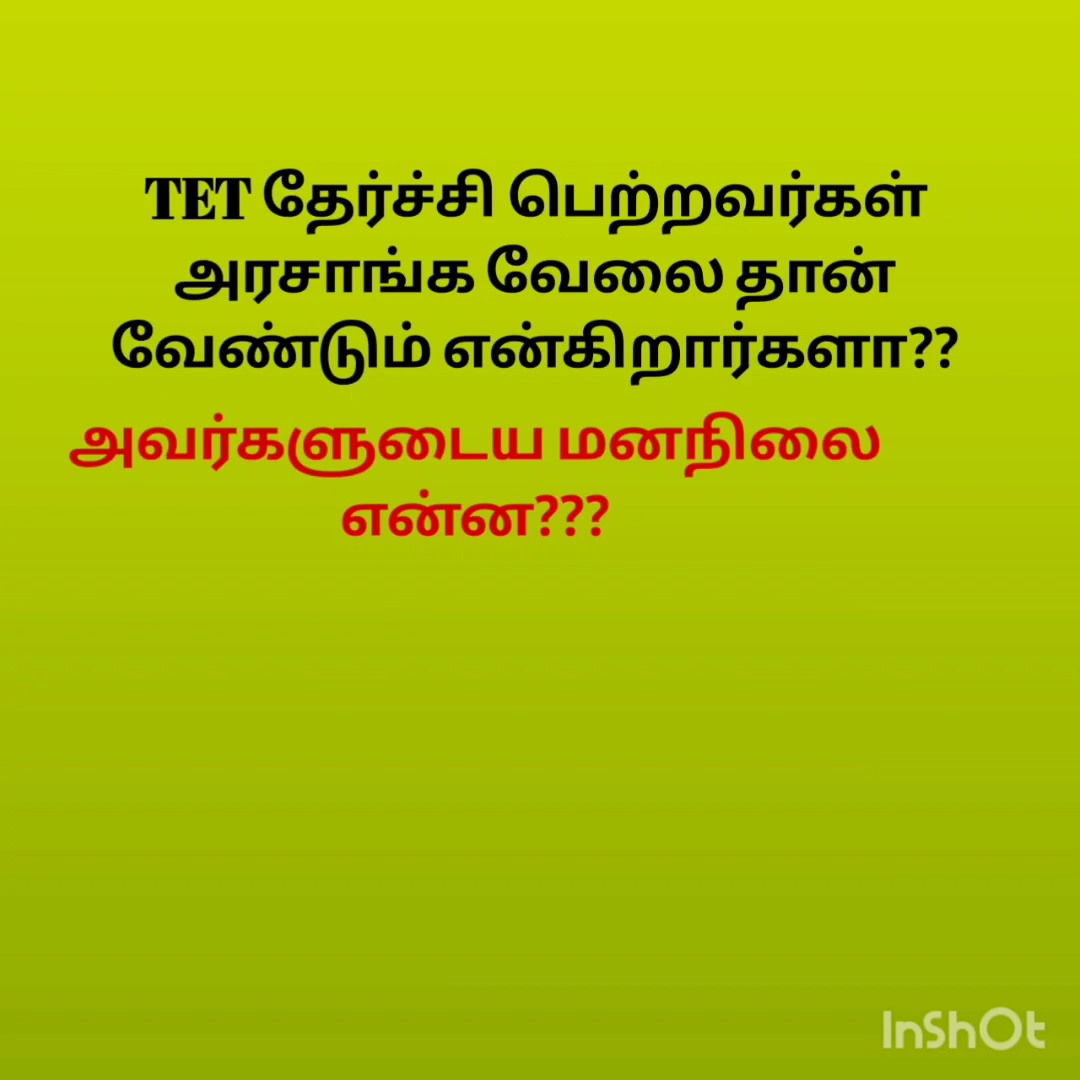 TET தேர்ச்சி பெற்றவர்கள்
அரசாங்க வேலை தான்
வேண்டும் என்கிறார்களா??
அவர்களுடைய மனநிலை
என்ன???
InShOt